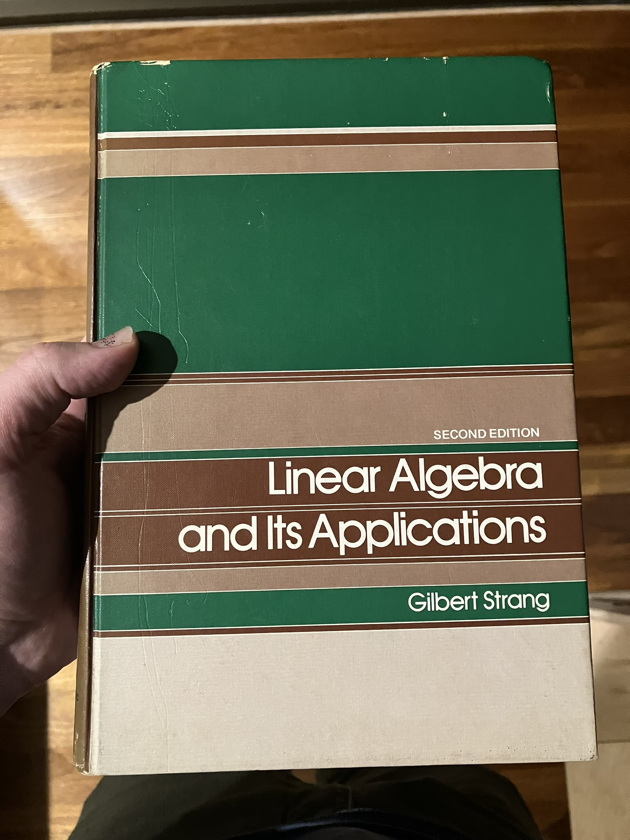 SECOND EDITION
Linear Algebra
and Its Applications
Gilbert Strang